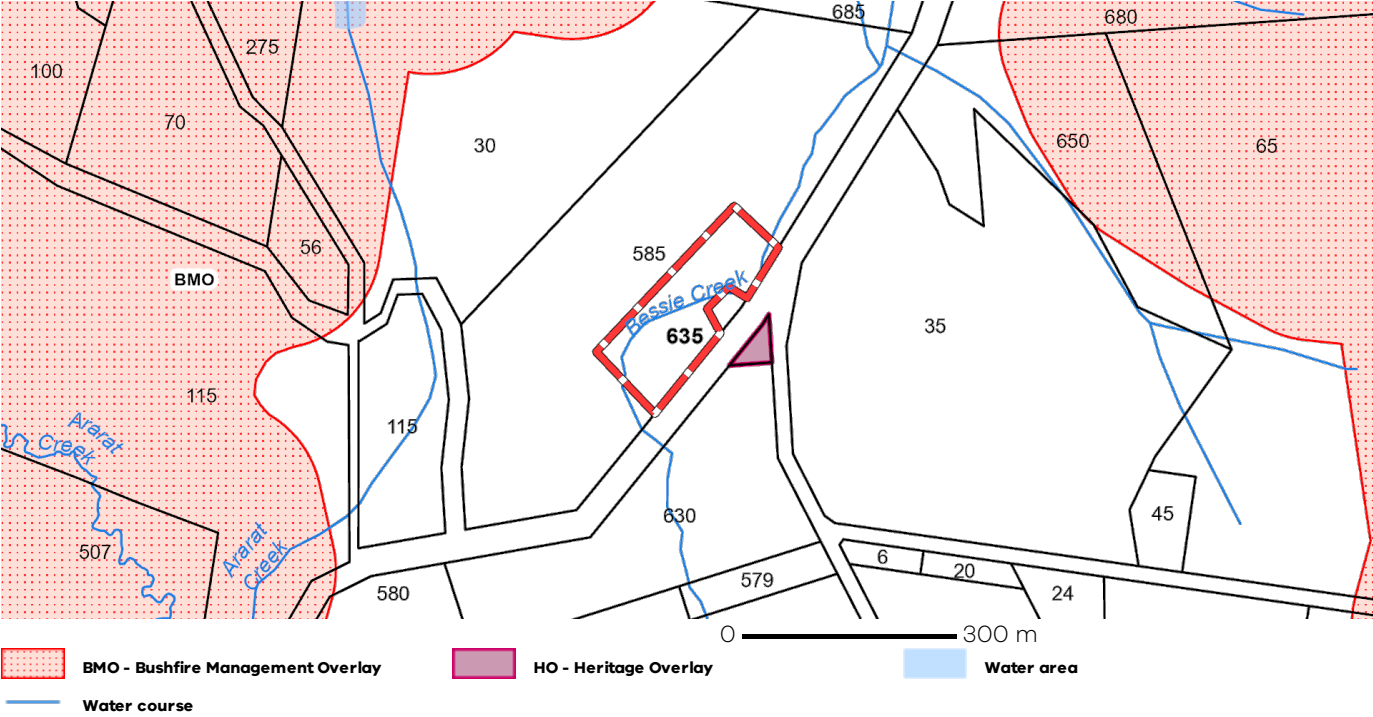 685
680
275
100
70
30
650
65
56
585
BMO
Bessie Creek
635
35
115
115
Ararat
Creek
45
630
507
Ararat
Creek
6
20
579
580
24
0 300 m
BMO - Bushfire Management Overlay
HO - Heritage Overlay
Water area
Water course